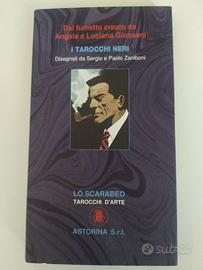 Dal fumetto creato da
Angela e Luciana Giussani
I TAROCCHI NERI
Disegnati da Sergio e Paolo Zaniboni
LO SCARABEO
TAROCCHI D'ARTE
ASTORINA S.r.l.
subito